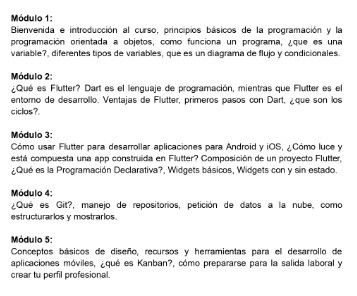 Módulo 1:
Bienvenida e introducción al curso, principios básicos de la programación y la
programación orientada a objetos, como funciona un programa, ¿que es una
variable?, diferentes tipos de variables, que es un diagrama de flujo y condicionales.
Módulo 2:
¿Qué es Flutter? Dart es el lenguaje de programación, mientras que Flutter es el
entorno de desarrollo. Ventajas de Flutter, primeros pasos con Dart, ¿que son los
ciclos?.
Módulo 3:
Cómo usar Flutter para desarrollar aplicaciones para Android y iOS, ¿Cómo luce y
está compuesta una app construida en Flutter? Composición de un proyecto Flutter,
¿Qué es la Programación Declarativa?, Widgets básicos, Widgets con y sin estado.
Módulo 4:
¿Qué es Git?, manejo de repositorios, petición de datos a la nube, como
estructurarlos y mostrarlos.
Módulo 5:
Conceptos básicos de diseño, recursos y herramientas para el desarrollo de
aplicaciones móviles, ¿qué es Kanban?, cómo prepararse para la salida laboral y
crear tu perfil profesional.